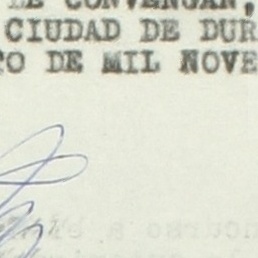 LE CONVENGAN,
CIUDAD DE DUR
TO DE MIL NOVE